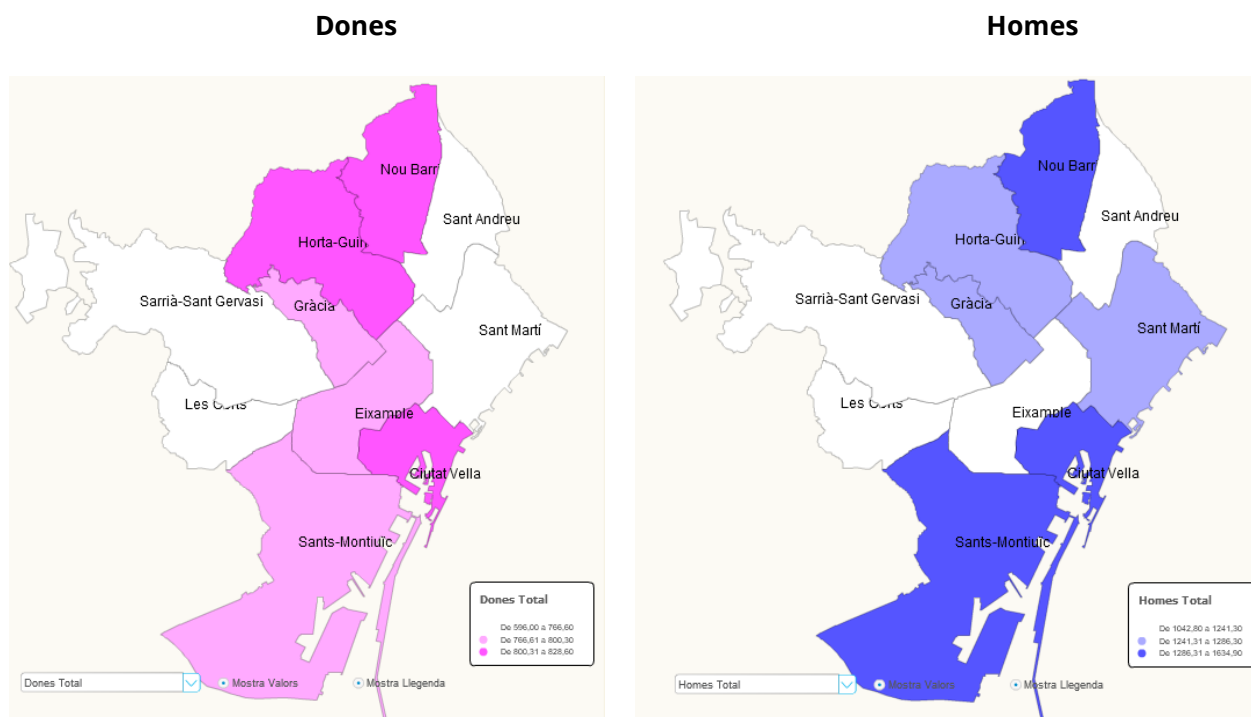 Dones
Nou Barr
Sant Andreu
Horta-Guin
Sarrià-Sant Gervasi
Gràcia
Sant Martí
Les Corts
Eixample
Ciutat Vella
Sants-Montjuïc
Dones Total
De 596,00 a 766,60
De 766,61 a 800,30
De 800,31 a 828,60
Dones Total
Mostra Valors
Mostra Llegenda
Homes
Nou Barr
Sant Andreu
Horta-Guin
Sarrià-Sant Gervasi
Gràcia
Sant Martí
Les Corts
Eixample
Ciutat Vella
Sants-Montjuïc
Homes Total
De 1042,80 a 1241,30
De 1241,31 a 1286,30
De 1286,31 a 1634,90
Homes Total
Mostra Valors
Mostra Llegenda